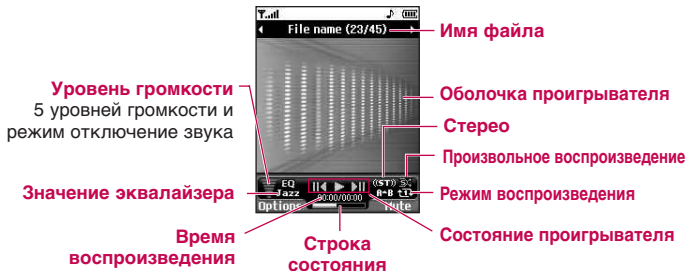 File name (23/45)
Имя файла
Уровень громкости
5 уровней громкости и
режим отключение звука
Оболочка проигрывателя
Стерео
Произвольное воспроизведение
((ST))
EQ
Jazz
A↔B
Значение эквалайзера
Режим воспроизведения
00:00/00:00
Options
Mute
Время
воспроизведения
Строка
состояния
Состояние проигрывателя